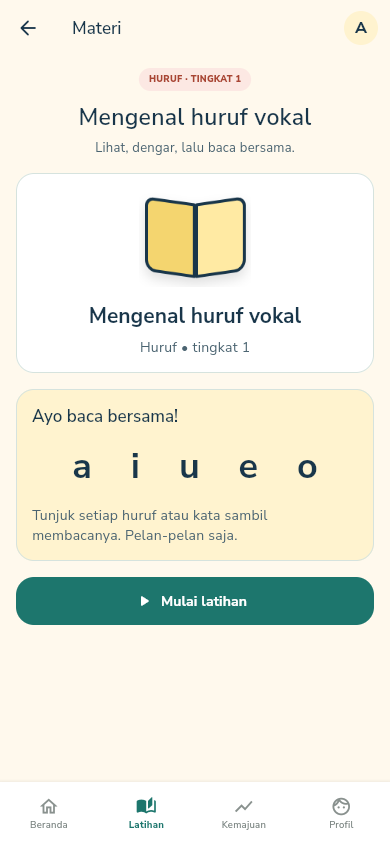 Materi
A
HURUF • TINGKAT 1
Mengenal huruf vokal
Lihat, dengar, lalu baca bersama.
Mengenal huruf vokal
Huruf • tingkat 1
Ayo baca bersama!
a i u e o
Tunjuk setiap huruf atau kata sambil
membacanya. Pelan-pelan saja.
Mulai latihan
Beranda Latihan Kemajuan Profil